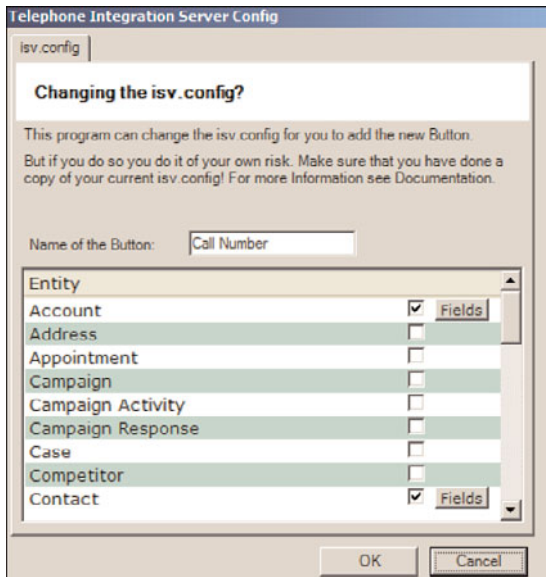 Telephone Integration Server Config
isv.config
Changing the isv.config?
This program can change the isv.config for you to add the new Button.
But if you do so you do it of your own risk. Make sure that you have done a
copy of your current isv.config! For more Information see Documentation.
Name of the Button: Call Number
Entity
Account Fields
Address
Appointment
Campaign
Campaign Activity
Campaign Response
Case
Competitor
Contact Fields
OK Cancel